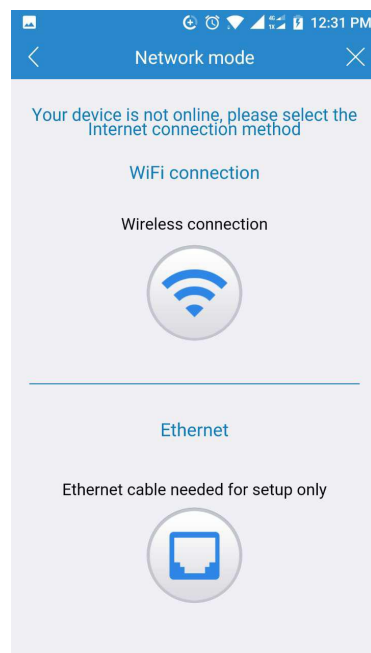 12:31 PM
Network mode
Your device is not online, please select the
Internet connection method
WiFi connection
Wireless connection
Ethernet
Ethernet cable needed for setup only